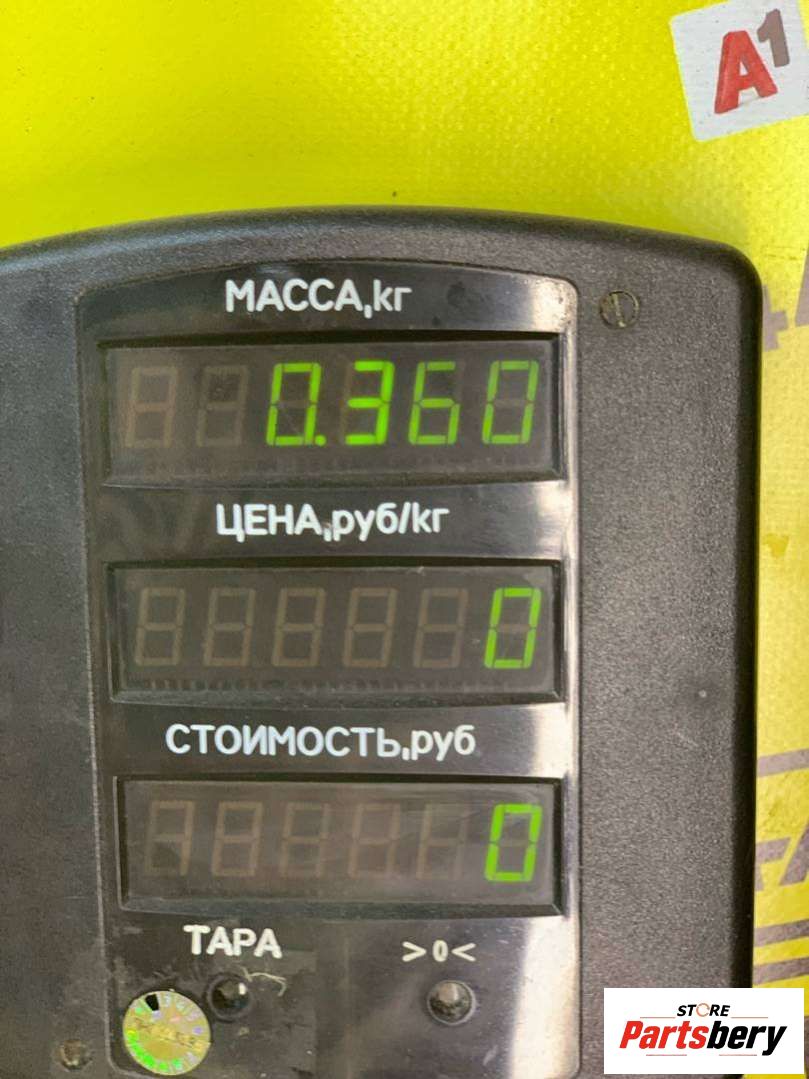 A1
МАССА,кг
0.360
ЦЕНА,руб/кг
0
СТОИМОСТЬ,руб
0
ТАРА >0<
STORE
Partsbery